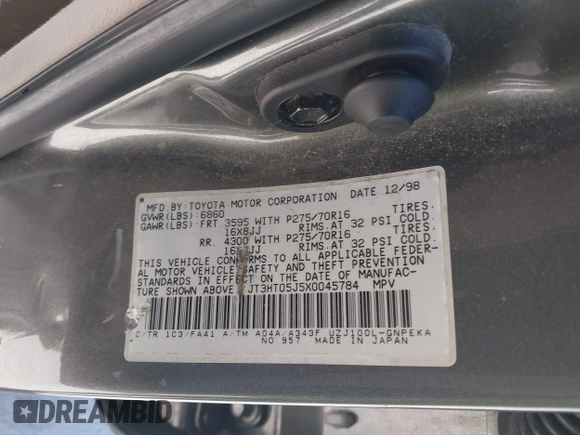 MFD.BY:TOYOTA MOTOR CORPORATION DATE 12/98
GVWR(LBS):6860
GAWR(LBS):FRT.3595 WITH P275/70R16 TIRES.
16X8JJ RIMS.AT 32 PSI COLD.
RR. 4300 WITH P275/70R16 TIRES.
16X8JJ RIMS.AT 32 PSI COLD.
THIS VEHICLE CONFORMS TO ALL APPLICABLE FEDER-
AL MOTOR VEHICLE SAFETY AND THEFT PREVENTION
STANDARDS IN EFFECT ON THE DATE OF MANUFAC-
TURE SHOWN ABOVE. JT3HT05J5X0045784 MPV
C/TR 1C3/FA41 A/TM A04A/A343F UZJ100L-GNPEKA
NO 957 MADE IN JAPAN
DREAMBID